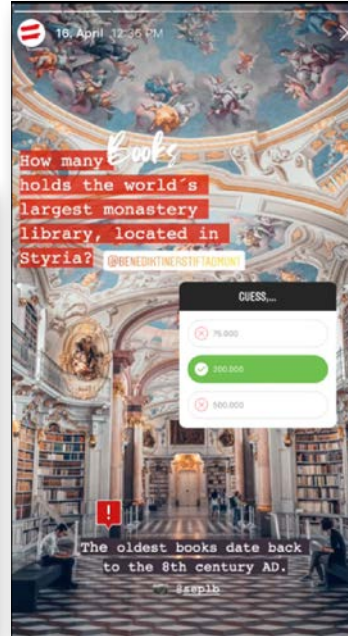 16. April 12:36 PM
How many Books
holds the world´s
largest monastery
library, located in
Styria? @BENEDIKTINERSTIFTADMONT
GUESS,...
75.000
200.000
500.000
!
The oldest books date back
to the 8th century AD.
@seplb